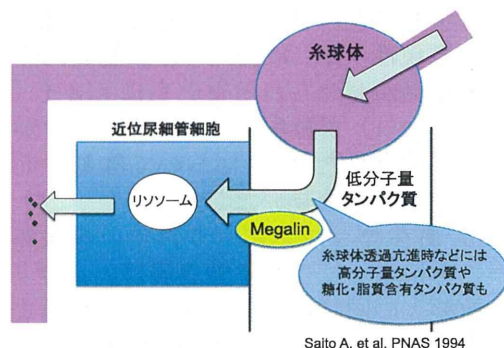 糸球体
近位尿細管細胞
リソソーム
低分子量
タンパク質
Megalin
糸球体透過亢進時などには
高分子量タンパク質や
糖化・脂質含有タンパク質も
Saito A. et al. PNAS 1994